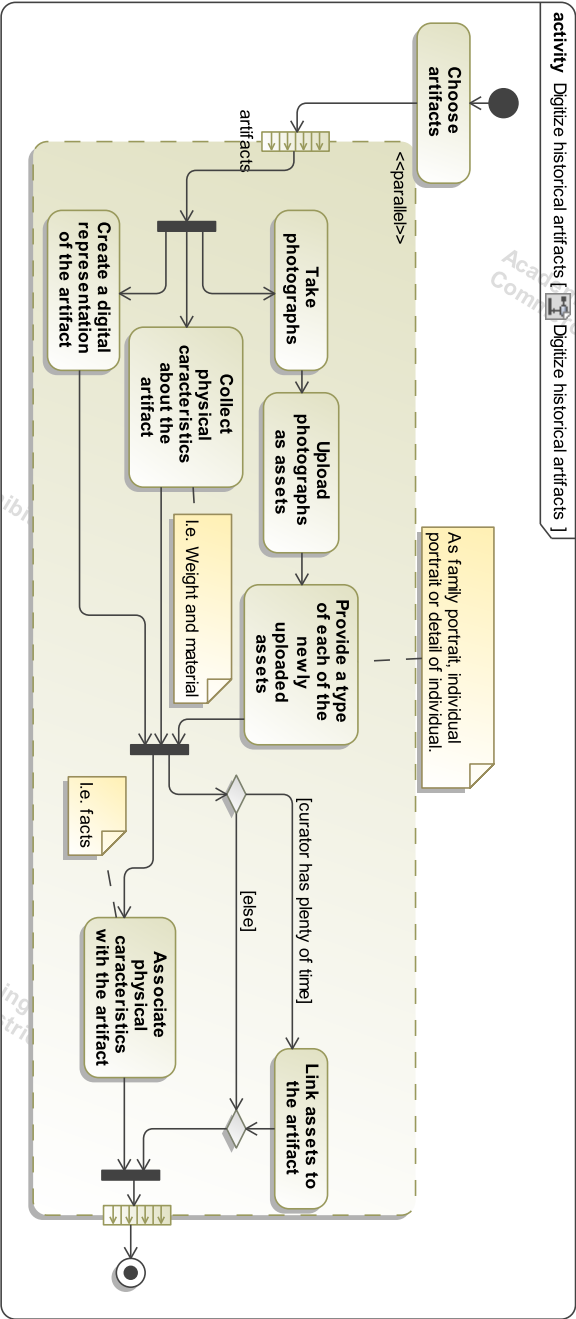 activity Digitize historical artifacts [ Digitize historical artifacts ]
Choose
artifacts
artifacts
<<parallel>>
Take
photographs
Upload
photographs
as assets
As family portrait, individual
portrait or detail of individual.
Provide a type
of each of the
newly
uploaded
assets
Collect
physical
caracteristics
about the
artifact
I.e. Weight and material
Create a digital
representation
of the artifact
[curator has plenty of time]
[else]
Link assets to
the artifact
I.e. facts
Associate
physical
caracteristics
with the artifact